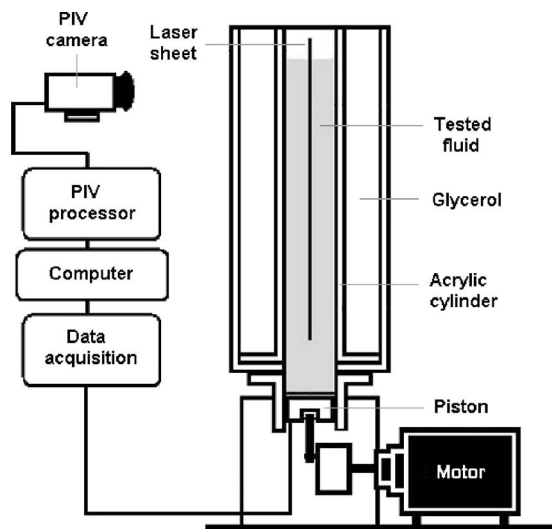 PIV
camera
Laser
sheet
Tested
fluid
PIV
processor
Glycerol
Computer
Acrylic
cylinder
Data
acquisition
Piston
Motor